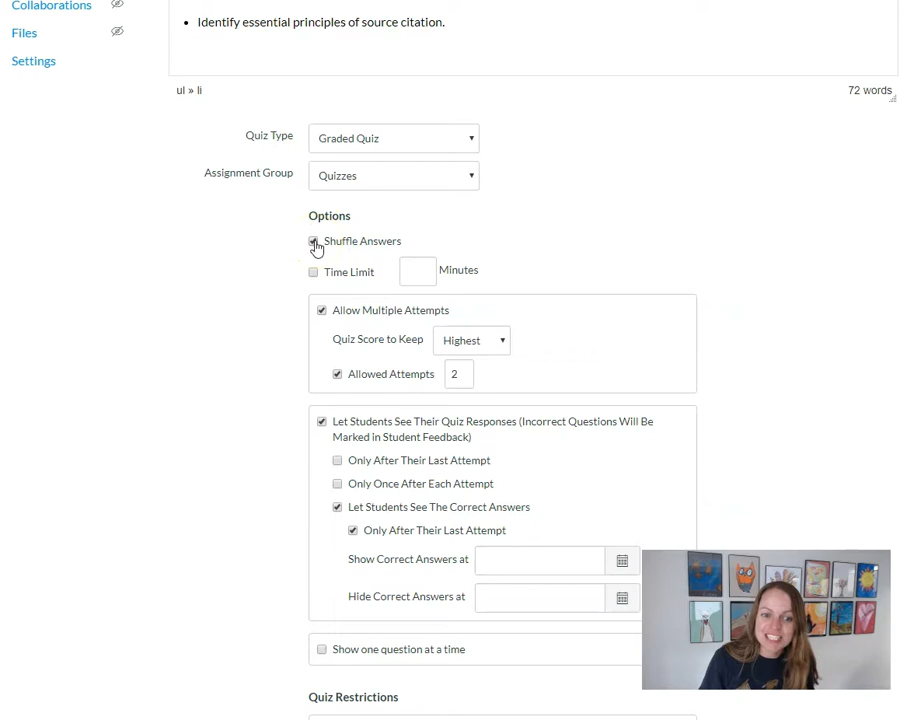 Collaborations
Files
Settings
Identify essential principles of source citation.
ul » li
72 words
Quiz Type
Graded Quiz
Assignment Group
Quizzes
Options
Shuffle Answers
Time Limit
Minutes
Allow Multiple Attempts
Quiz Score to Keep
Highest
Allowed Attempts
2
Let Students See Their Quiz Responses (Incorrect Questions Will Be
Marked in Student Feedback)
Only After Their Last Attempt
Only Once After Each Attempt
Let Students See The Correct Answers
Only After Their Last Attempt
Show Correct Answers at
Hide Correct Answers at
Show one question at a time
Quiz Restrictions